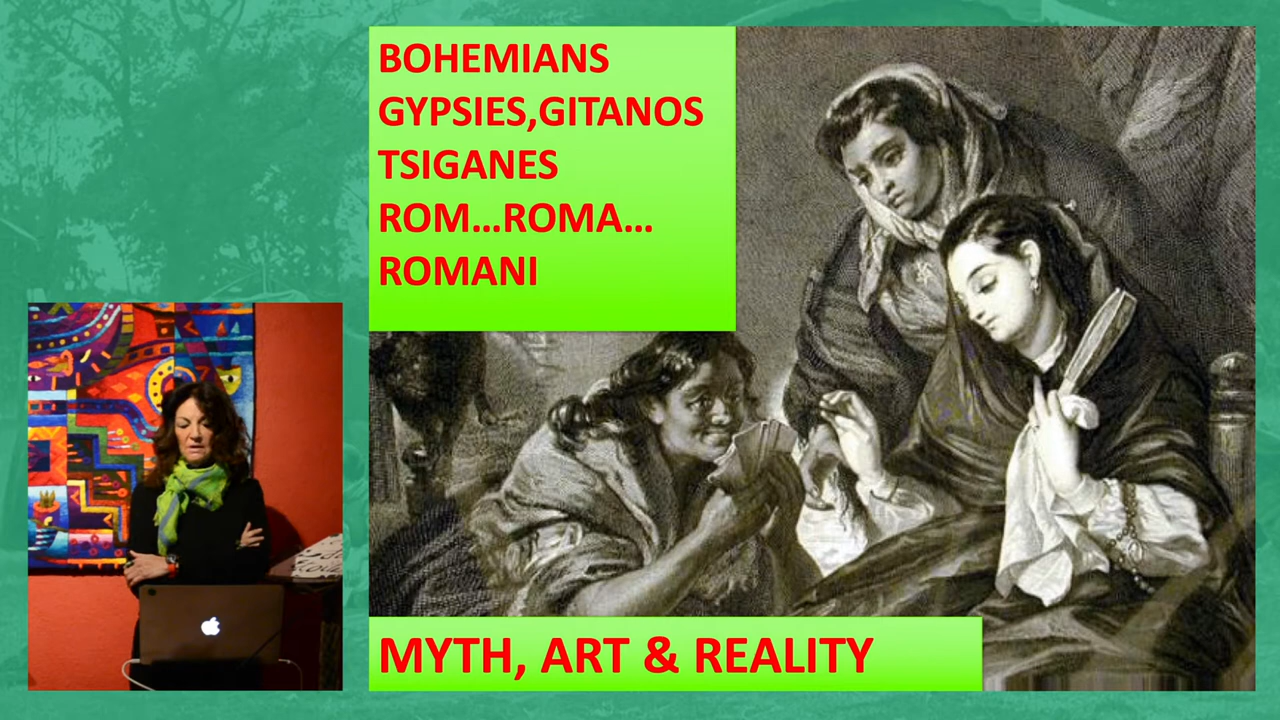 BOHEMIANS
GYPSIES,GITANOS
TSIGANES
ROM...ROMA...
ROMANI
MYTH, ART & REALITY